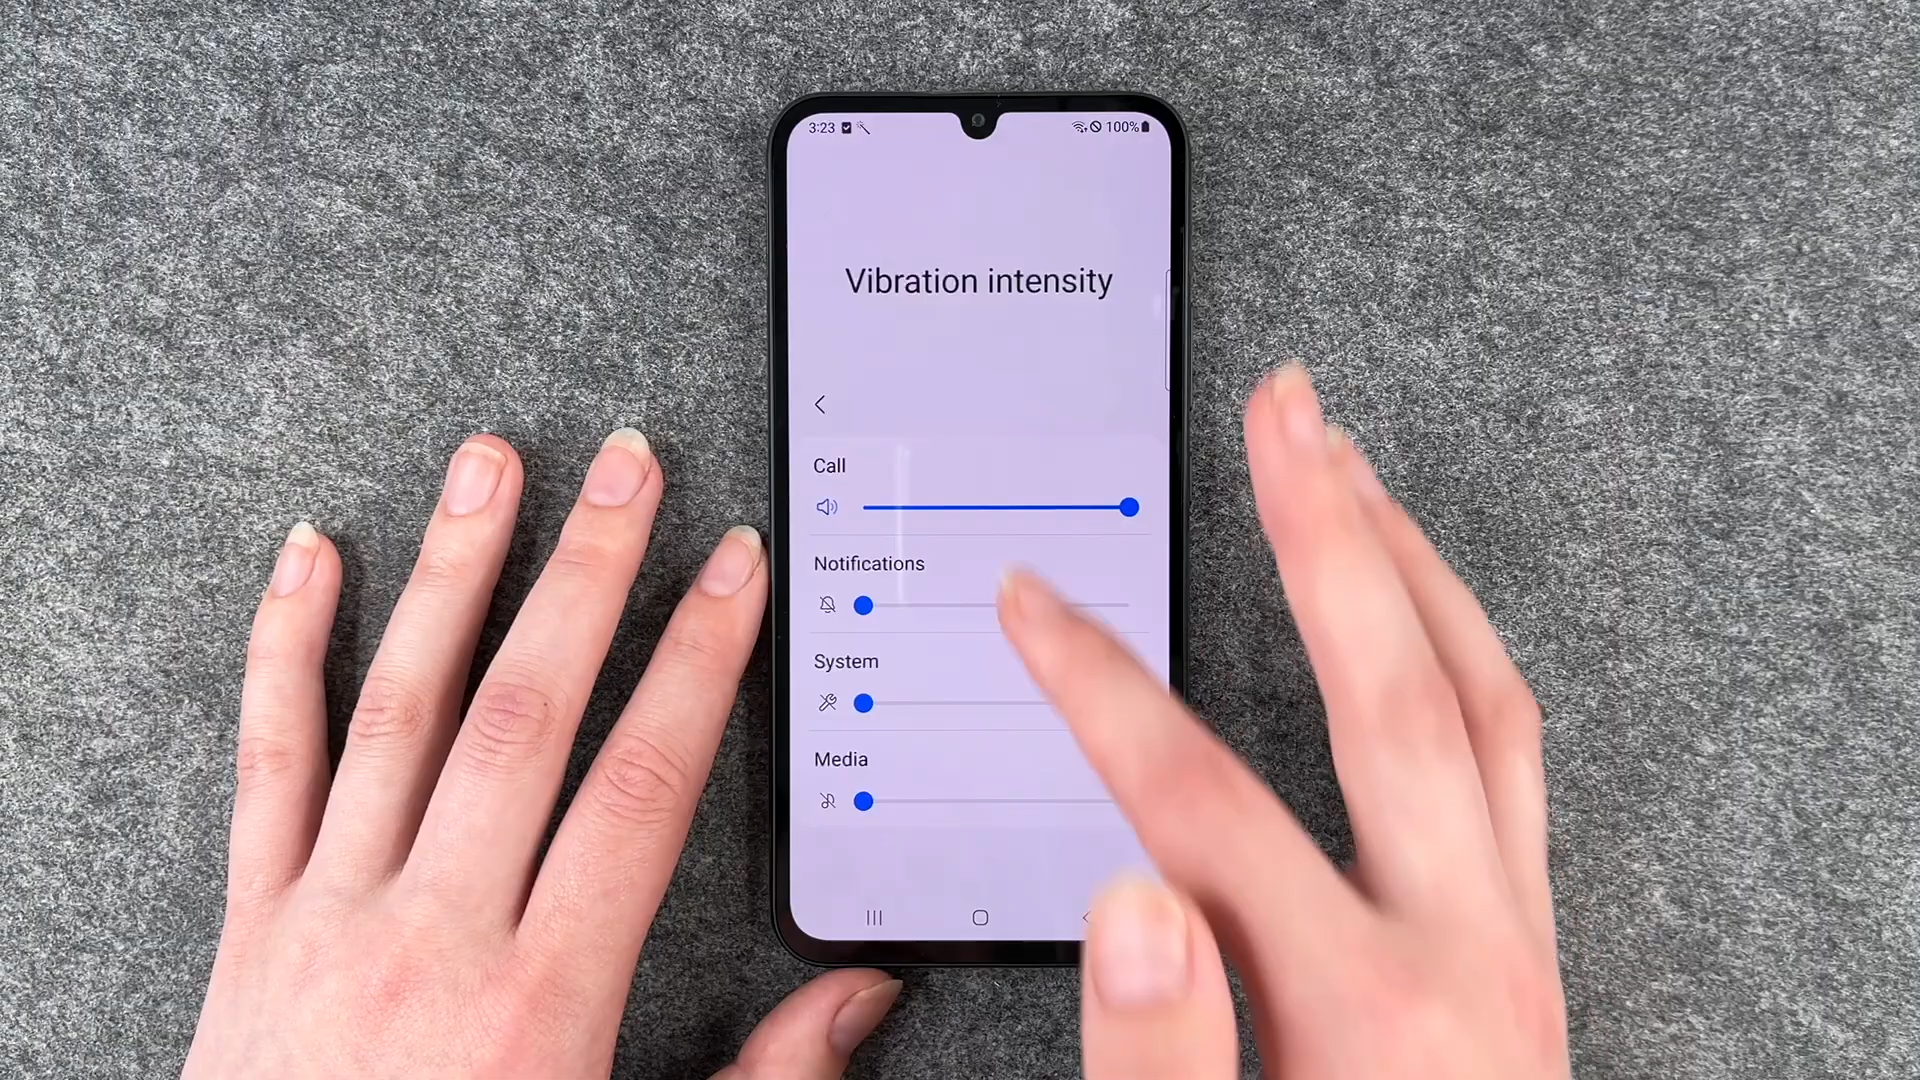 3:23 100%
Vibration intensity
Call
Notifications
System
Media